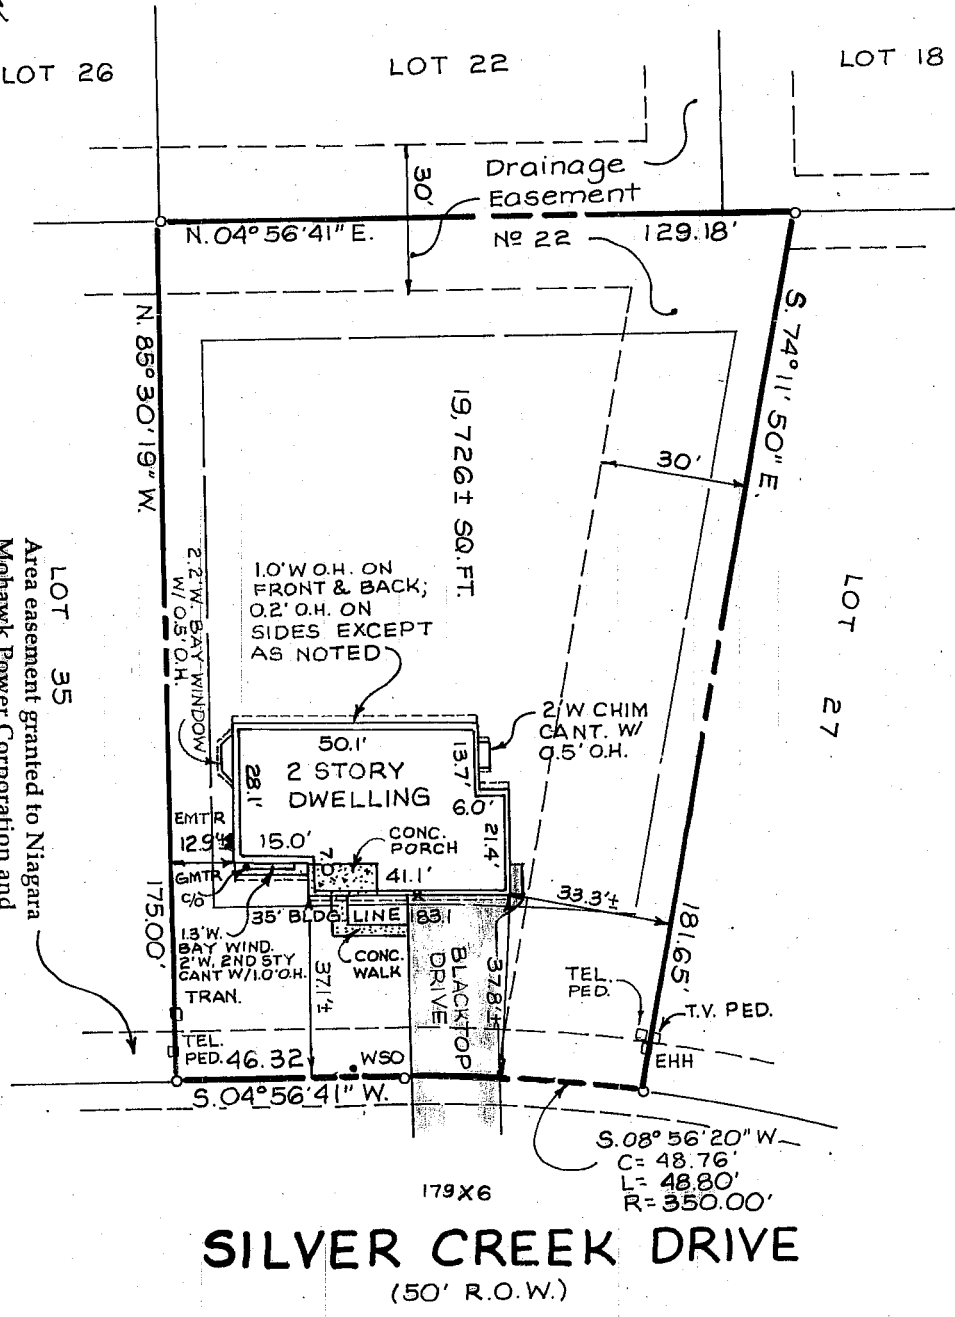 LOT 26
LOT 22
LOT 18
Drainage
Easement
30'
N. 04° 56' 41" E.
Nº 22
129.18'
N. 85° 30' 19" W.
S. 74° 11' 50" E.
19,726± SQ. FT.
30'
LOT 35
Area easement granted to Niagara
Mohawk Power Corporation and
LOT 27
2.2' W. BAY WINDOW
W/ 0.5' O.H.
1.0' W O.H. ON
FRONT & BACK;
0.2' O.H. ON
SIDES EXCEPT
AS NOTED
2' W CHIM
CANT. W/
0.5' O.H.
50.1'
28.1'
2 STORY
DWELLING
13.7'
6.0'
21.4'
EMTR
12.9'±
15.0'
7.0'
CONC.
PORCH
41.1'
GMTR
C/O
33.3'±
35' BLDG. LINE
183.1
1.3' W.
BAY WIND.
2' W, 2ND STY
CANT W/1.0' O.H.
CONC.
WALK
37.1'±
BLACKTOP
DRIVE
37.8'±
175.00'
181.65'
TRAN.
TEL.
PED.
TEL.
PED.
T.V. PED.
EHH
46.32
WSO
S. 04° 56' 41" W.
S. 08° 56' 20" W
C= 48.76'
L= 48.80'
R= 350.00'
179X6
SILVER CREEK DRIVE
(50' R.O.W.)